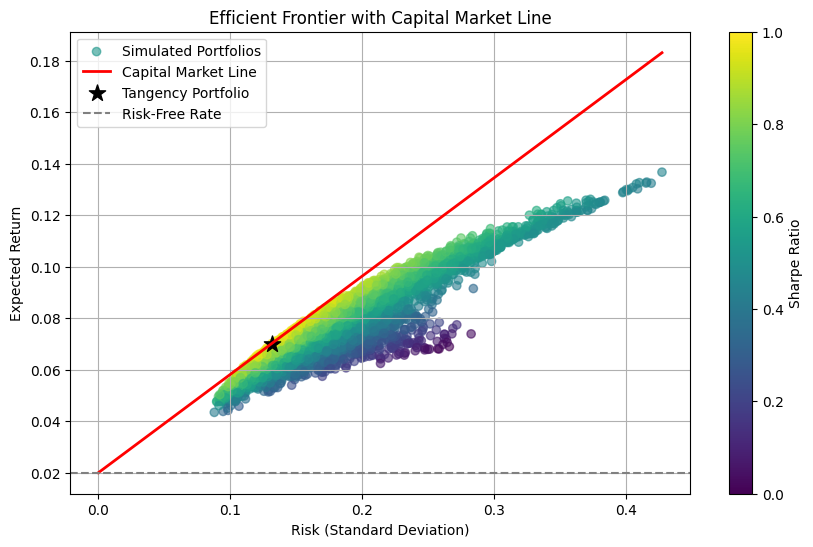 Efficient Frontier with Capital Market Line
Simulated Portfolios
Capital Market Line
Tangency Portfolio
Risk-Free Rate
0.18
0.16
0.14
0.12
0.10
0.08
0.06
0.04
0.02
Expected Return
0.0
0.1
0.2
0.3
0.4
Risk (Standard Deviation)
1.0
0.8
0.6
0.4
0.2
0.0
Sharpe Ratio